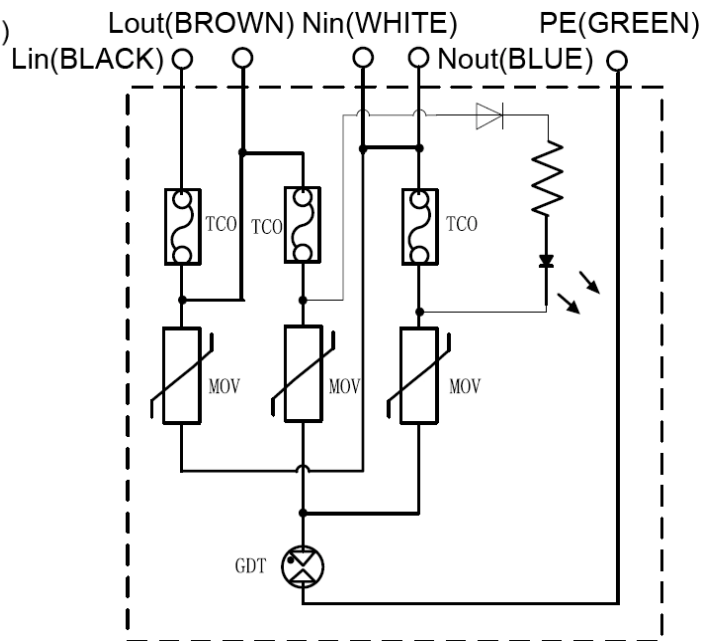 )
Lout(BROWN) Nin(WHITE) PE(GREEN)
Lin(BLACK) Nout(BLUE)
TCO TCO TCO
MOV MOV MOV
GDT